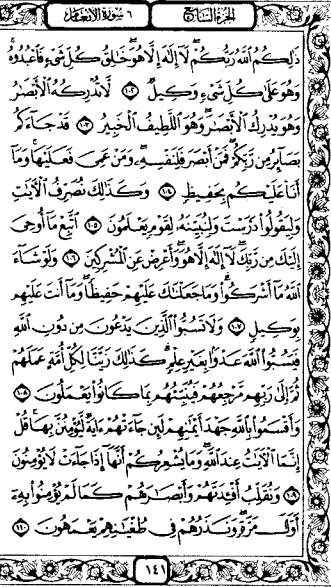 الجزء السابع ٦ سورة الأنعام
ذَٰلِكُمُ ٱللَّهُ رَبُّكُمْ لَآ إِلَٰهَ إِلَّا هُوَ خَٰلِقُ كُلِّ شَىْءٍ فَٱعْبُدُوهُ
وَهُوَ عَلَىٰ كُلِّ شَىْءٍ وَكِيلٌ ١٠٢ لَّا تُدْرِكُهُ ٱلْأَبْصَٰرُ
وَهُوَ يُدْرِكُ ٱلْأَبْصَٰرَ وَهُوَ ٱللَّطِيفُ ٱلْخَبِيرُ ١٠٣ قَدْ جَآءَكُم
بَصَآئِرُ مِن رَّبِّكُمْ فَمَنْ أَبْصَرَ فَلِنَفْسِهِۦ وَمَنْ عَمِىَ فَعَلَيْهَا وَمَآ
أَنَا۠ عَلَيْكُم بِحَفِيظٍ ١٠٤ وَكَذَٰلِكَ نُصَرِّفُ ٱلْءَايَٰتِ
وَلِيَقُولُوا۟ دَرَسْتَ وَلِنُبَيِّنَهُۥ لِقَوْمٍ يَعْلَمُونَ ١٠٥ ٱتَّبِعْ مَآ أُوحِىَ
إِلَيْكَ مِن رَّبِّكَ لَآ إِلَٰهَ إِلَّا هُوَ وَأَعْرِضْ عَنِ ٱلْمُشْرِكِينَ ١٠٦ وَلَوْ شَآءَ
ٱللَّهُ مَآ أَشْرَكُوا۟ وَمَا جَعَلْنَٰكَ عَلَيْهِمْ حَفِيظًا وَمَآ أَنتَ عَلَيْهِم
بِوَكِيلٍ ١٠٧ وَلَا تَسُبُّوا۟ ٱلَّذِينَ يَدْعُونَ مِن دُونِ ٱللَّهِ
فَيَسُبُّوا۟ ٱللَّهَ عَدْوًۢا بِغَيْرِ عِلْمٍ كَذَٰلِكَ زَيَّنَّا لِكُلِّ أُمَّةٍ عَمَلَهُمْ
ثُمَّ إِلَىٰ رَبِّهِم مَّرْجِعُهُمْ فَيُنَبِّئُهُم بِمَا كَانُوا۟ يَعْمَلُونَ ١٠٨
وَأَقْسَمُوا۟ بِٱللَّهِ جَهْدَ أَيْمَٰنِهِمْ لَئِن جَآءَتْهُمْ ءَايَةٌ لَّيُؤْمِنُنَّ بِهَا قُلْ
إِنَّمَا ٱلْءَايَٰتُ عِندَ ٱللَّهِ وَمَا يُشْعِرُكُمْ أَنَّهَآ إِذَا جَآءَتْ لَا يُؤْمِنُونَ
١٠٩ وَنُقَلِّبُ أَفْـِٔدَتَهُمْ وَأَبْصَٰرَهُمْ كَمَا لَمْ يُؤْمِنُوا۟ بِهِۦٓ
أَوَّلَ مَرَّةٍ وَنَذَرُهُمْ فِى طُغْيَٰنِهِمْ يَعْمَهُونَ ١١٠
١٤١